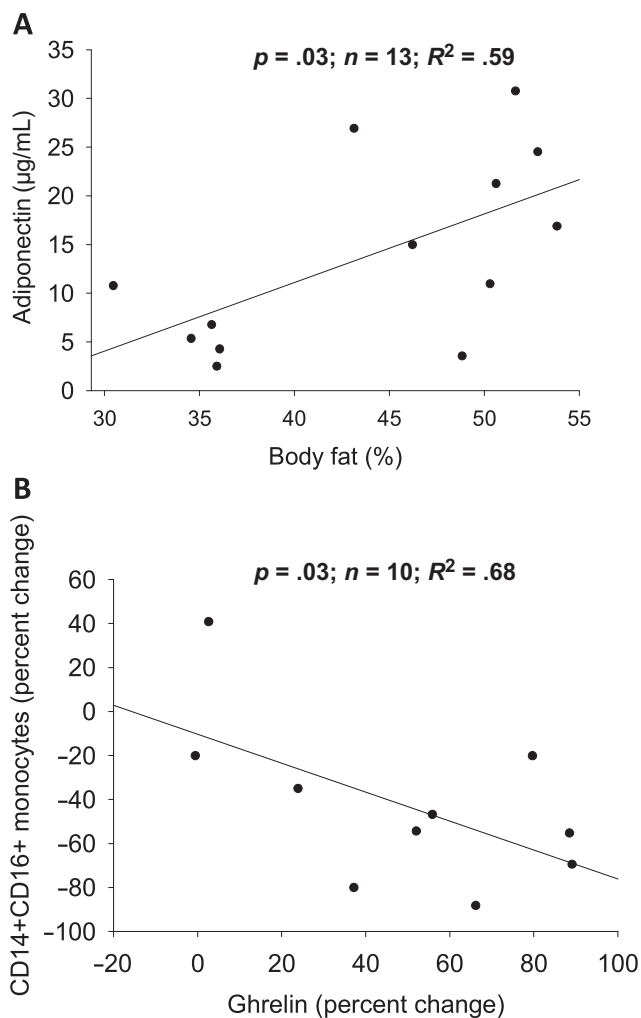 A
p = .03; n = 13; R² = .59
35
30
25
20
15
10
5
0
Adiponectin (µg/mL)
30 35 40 45 50 55
Body fat (%)
B
p = .03; n = 10; R² = .68
60
40
20
0
−20
−40
−60
−80
−100
CD14+CD16+ monocytes (percent change)
−20 0 20 40 60 80 100
Ghrelin (percent change)